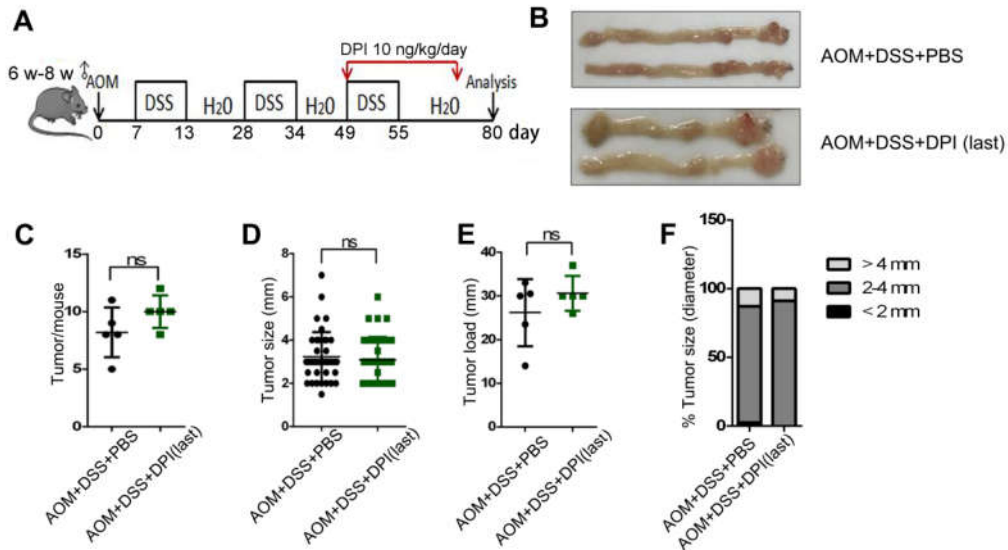 A
DPI 10 ng/kg/day
6 w-8 w
AOM
DSS
H20
DSS
H20
DSS
H20
Analysis
0 7 13 28 34 49 55 80 day
B
AOM+DSS+PBS
AOM+DSS+DPI (last)
C
ns
Tumor/mouse
15
10
5
0
AOM+DSS+PBS
AOM+DSS+DPI(last)
D
ns
Tumor size (mm)
8
6
4
2
0
AOM+DSS+PBS
AOM+DSS+DPI(last)
E
ns
Tumor load (mm)
40
30
20
10
0
AOM+DSS+PBS
AOM+DSS+DPI(last)
F
% Tumor size (diameter)
150
100
50
0
AOM+DSS+PBS
AOM+DSS+DPI(last)
> 4 mm
2-4 mm
< 2 mm